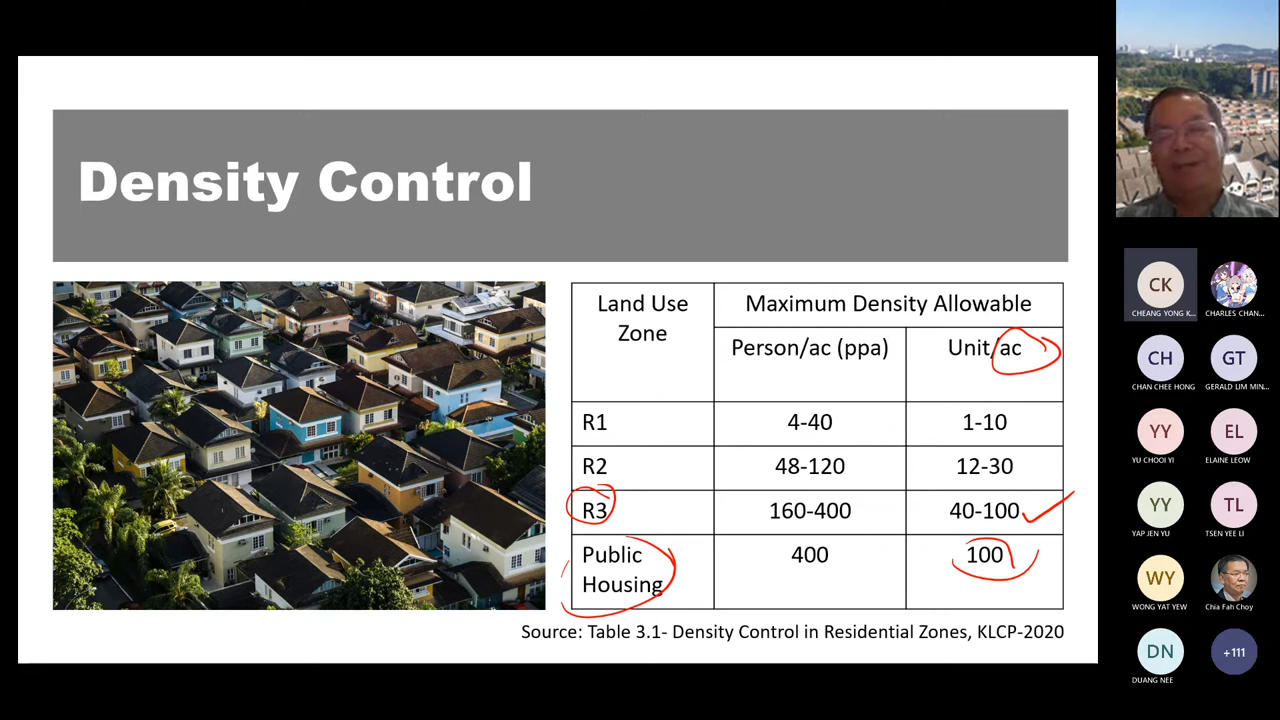 Density Control
Land Use
Zone
Maximum Density Allowable
Person/ac (ppa)
Unit/ac
R1
4-40
1-10
R2
48-120
12-30
R3
160-400
40-100
Public
Housing
400
100
Source: Table 3.1- Density Control in Residential Zones, KLCP-2020
CK
CHEANG YONG K...
CHARLES CHAN...
CH
CHAN CHEE HONG
GT
GERALD LIM MIN...
YY
YU CHOOI YI
EL
ELAINE LEOW
YY
YAP JEN YU
TL
TSEN YEE LI
WY
WONG YAT YEW
Chia Fah Choy
DN
DUANG NEE
+111